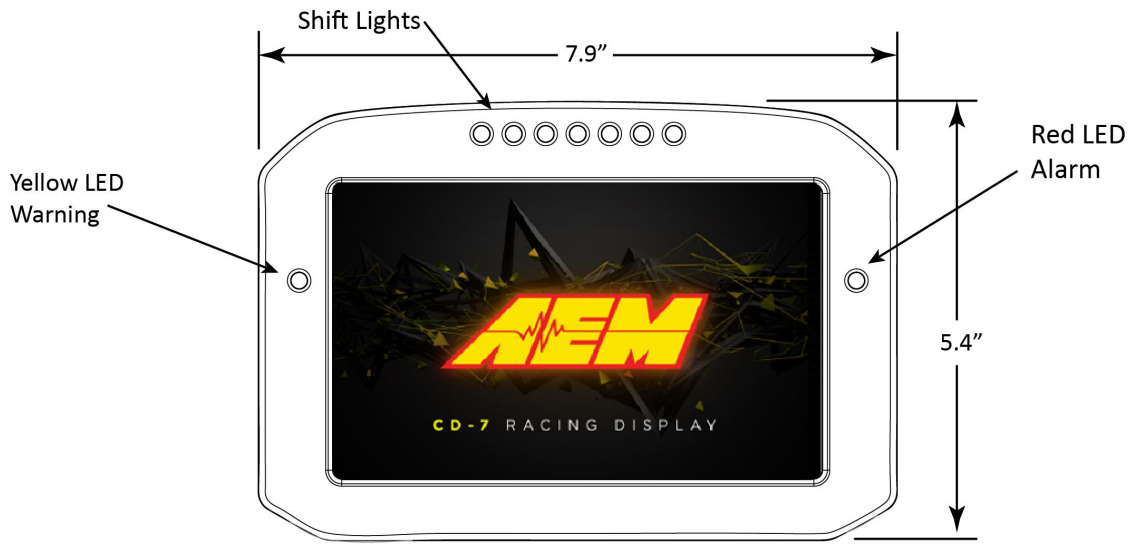 Shift Lights
7.9”
Red LED
Alarm
Yellow LED
Warning
5.4”
AEM
CD-7 RACING DISPLAY